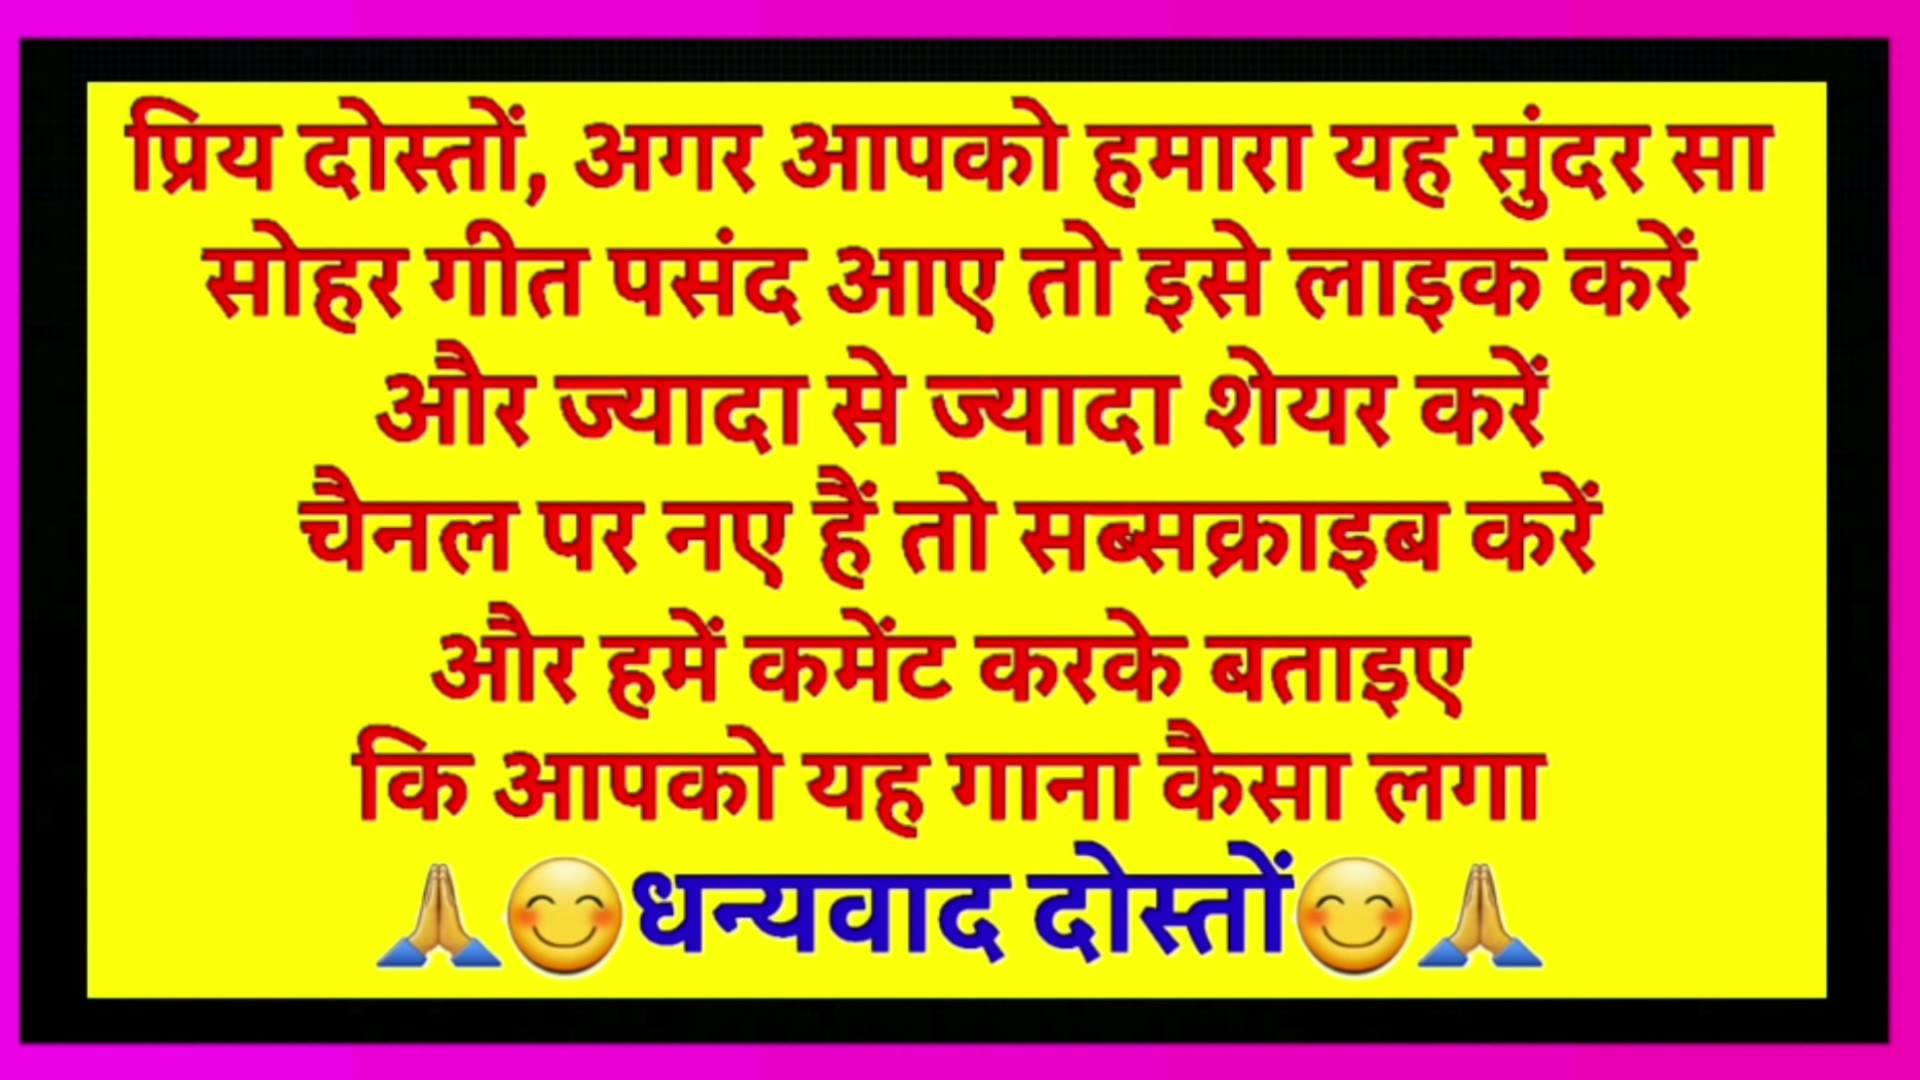 प्रिय दोस्तों, अगर आपको हमारा यह सुंदर सा
सोहर गीत पसंद आए तो इसे लाइक करें
और ज्यादा से ज्यादा शेयर करें
चैनल पर नए हैं तो सब्सक्राइब करें
और हमें कमेंट करके बताइए
कि आपको यह गाना कैसा लगा
🙏😊धन्यवाद दोस्तों😊🙏